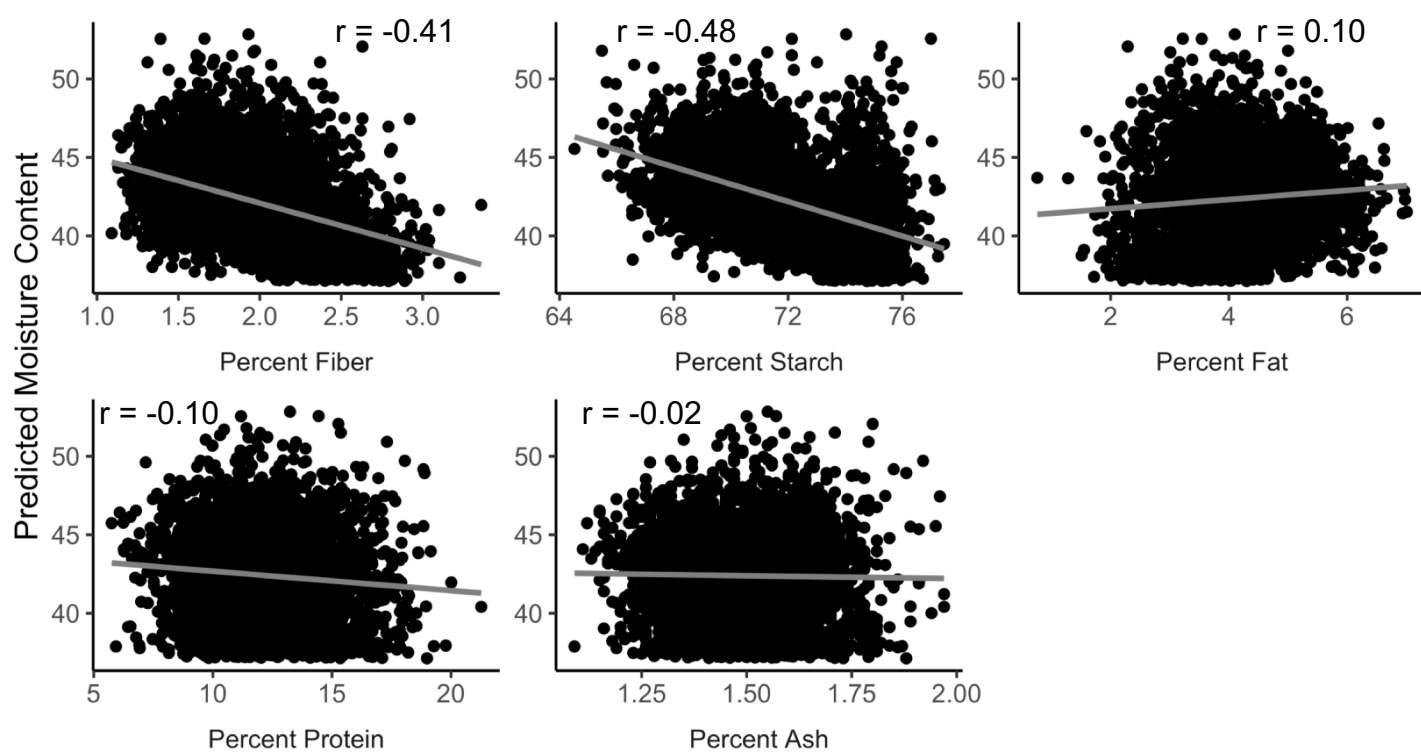 r = -0.41
r = -0.48
r = 0.10
50
45
40
50
45
40
50
45
40
1.0 1.5 2.0 2.5 3.0
64 68 72 76
2 4 6
Percent Fiber
Percent Starch
Percent Fat
Predicted Moisture Content
r = -0.10
r = -0.02
50
45
40
50
45
40
5 10 15 20
1.25 1.50 1.75 2.00
Percent Protein
Percent Ash